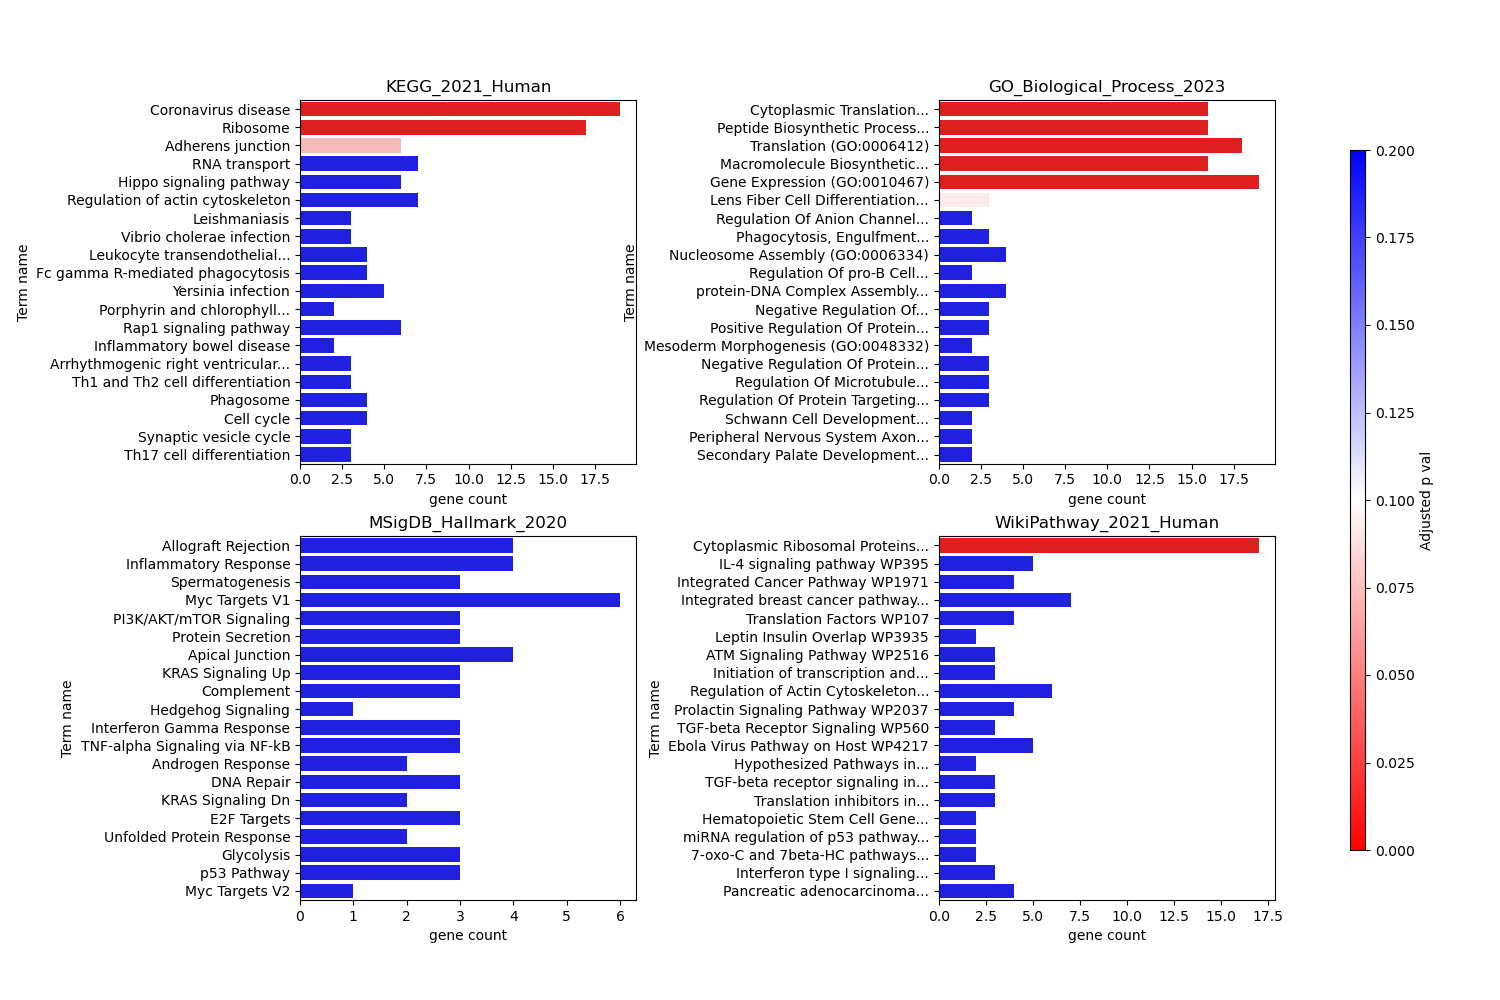 KEGG_2021_Human
Term name
Coronavirus disease
Ribosome
Adherens junction
RNA transport
Hippo signaling pathway
Regulation of actin cytoskeleton
Leishmaniasis
Vibrio cholerae infection
Leukocyte transendothelial...
Fc gamma R-mediated phagocytosis
Yersinia infection
Porphyrin and chlorophyll...
Rap1 signaling pathway
Inflammatory bowel disease
Arrhythmogenic right ventricular...
Th1 and Th2 cell differentiation
Phagosome
Cell cycle
Synaptic vesicle cycle
Th17 cell differentiation
0.0 2.5 5.0 7.5 10.0 12.5 15.0 17.5
gene count
GO_Biological_Process_2023
Term name
Cytoplasmic Translation...
Peptide Biosynthetic Process...
Translation (GO:0006412)
Macromolecule Biosynthetic...
Gene Expression (GO:0010467)
Lens Fiber Cell Differentiation...
Regulation Of Anion Channel...
Phagocytosis, Engulfment...
Nucleosome Assembly (GO:0006334)
Regulation Of pro-B Cell...
protein-DNA Complex Assembly...
Negative Regulation Of...
Positive Regulation Of Protein...
Mesoderm Morphogenesis (GO:0048332)
Negative Regulation Of Protein...
Regulation Of Microtubule...
Regulation Of Protein Targeting...
Schwann Cell Development...
Peripheral Nervous System Axon...
Secondary Palate Development...
0.0 2.5 5.0 7.5 10.0 12.5 15.0 17.5
gene count
MSigDB_Hallmark_2020
Term name
Allograft Rejection
Inflammatory Response
Spermatogenesis
Myc Targets V1
PI3K/AKT/mTOR Signaling
Protein Secretion
Apical Junction
KRAS Signaling Up
Complement
Hedgehog Signaling
Interferon Gamma Response
TNF-alpha Signaling via NF-kB
Androgen Response
DNA Repair
KRAS Signaling Dn
E2F Targets
Unfolded Protein Response
Glycolysis
p53 Pathway
Myc Targets V2
0 1 2 3 4 5 6
gene count
WikiPathway_2021_Human
Term name
Cytoplasmic Ribosomal Proteins...
IL-4 signaling pathway WP395
Integrated Cancer Pathway WP1971
Integrated breast cancer pathway...
Translation Factors WP107
Leptin Insulin Overlap WP3935
ATM Signaling Pathway WP2516
Initiation of transcription and...
Regulation of Actin Cytoskeleton...
Prolactin Signaling Pathway WP2037
TGF-beta Receptor Signaling WP560
Ebola Virus Pathway on Host WP4217
Hypothesized Pathways in...
TGF-beta receptor signaling in...
Translation inhibitors in...
Hematopoietic Stem Cell Gene...
miRNA regulation of p53 pathway...
7-oxo-C and 7beta-HC pathways...
Interferon type I signaling...
Pancreatic adenocarcinoma...
0.0 2.5 5.0 7.5 10.0 12.5 15.0 17.5
gene count
0.200
0.175
0.150
0.125
0.100
0.075
0.050
0.025
0.000
Adjusted p val